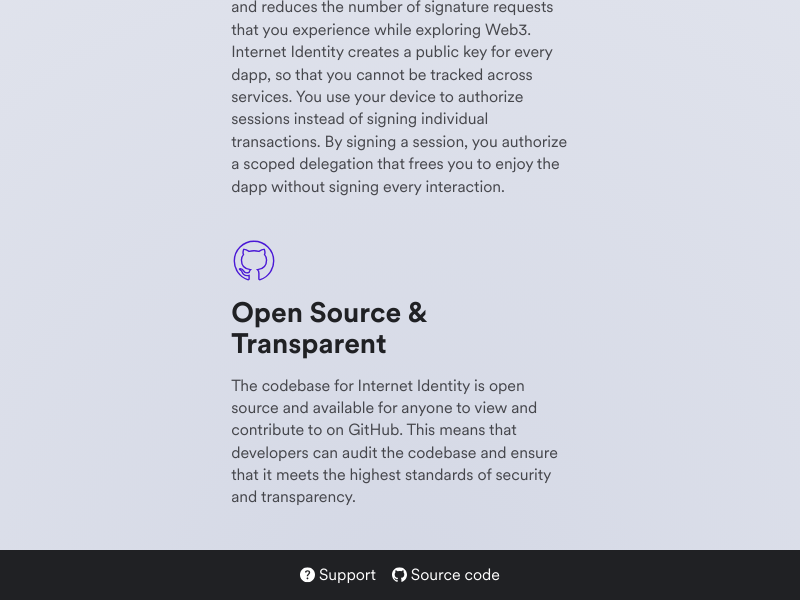 and reduces the number of signature requests
that you experience while exploring Web3.
Internet Identity creates a public key for every
dapp, so that you cannot be tracked across
services. You use your device to authorize
sessions instead of signing individual
transactions. By signing a session, you authorize
a scoped delegation that frees you to enjoy the
dapp without signing every interaction.
Open Source &
Transparent
The codebase for Internet Identity is open
source and available for anyone to view and
contribute to on GitHub. This means that
developers can audit the codebase and ensure
that it meets the highest standards of security
and transparency.
Support Source code